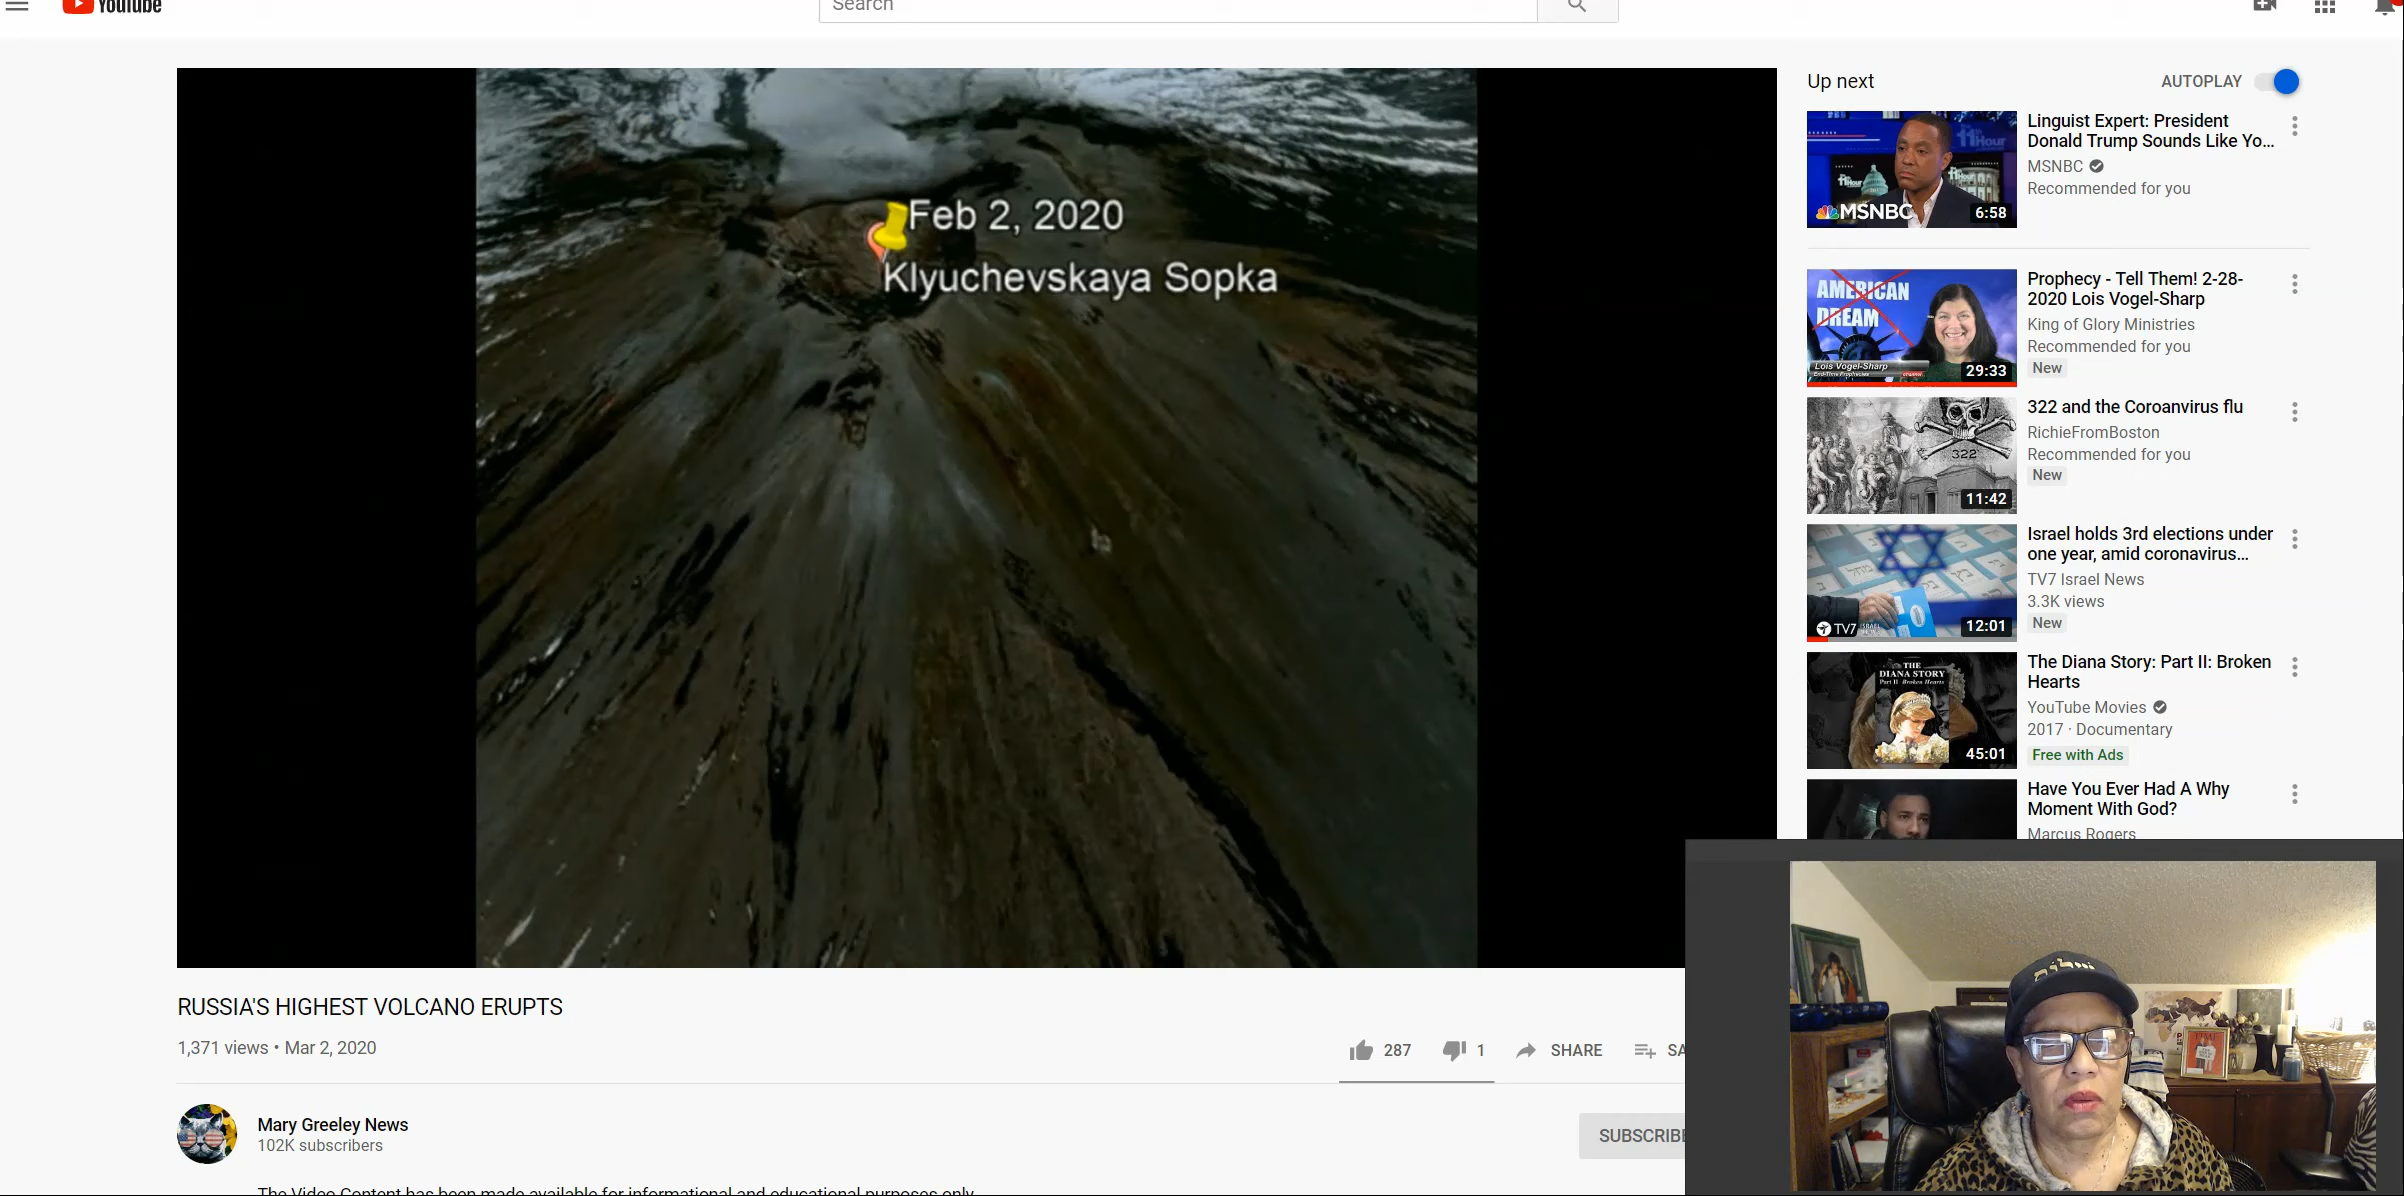 YouTube
Search
Feb 2, 2020
Klyuchevskaya Sopka
RUSSIA'S HIGHEST VOLCANO ERUPTS
1,371 views • Mar 2, 2020
287
1
SHARE
SA
Mary Greeley News
102K subscribers
SUBSCRIBE
The Video Content has been made available for informational and educational purposes only
Up next
AUTOPLAY
11 Hour
MSNBC
6:58
Linguist Expert: President
Donald Trump Sounds Like Yo...
MSNBC
Recommended for you
AMERICAN
DREAM
Lois Vogel-Sharp
29:33
Prophecy - Tell Them! 2-28-
2020 Lois Vogel-Sharp
King of Glory Ministries
Recommended for you
New
322
11:42
322 and the Coroanvirus flu
RichieFromBoston
Recommended for you
New
TV7
12:01
Israel holds 3rd elections under
one year, amid coronavirus...
TV7 Israel News
3.3K views
New
THE
DIANA STORY
Part II Broken Hearts
45:01
The Diana Story: Part II: Broken
Hearts
YouTube Movies
2017 · Documentary
Free with Ads
Have You Ever Had A Why
Moment With God?
Marcus Rogers